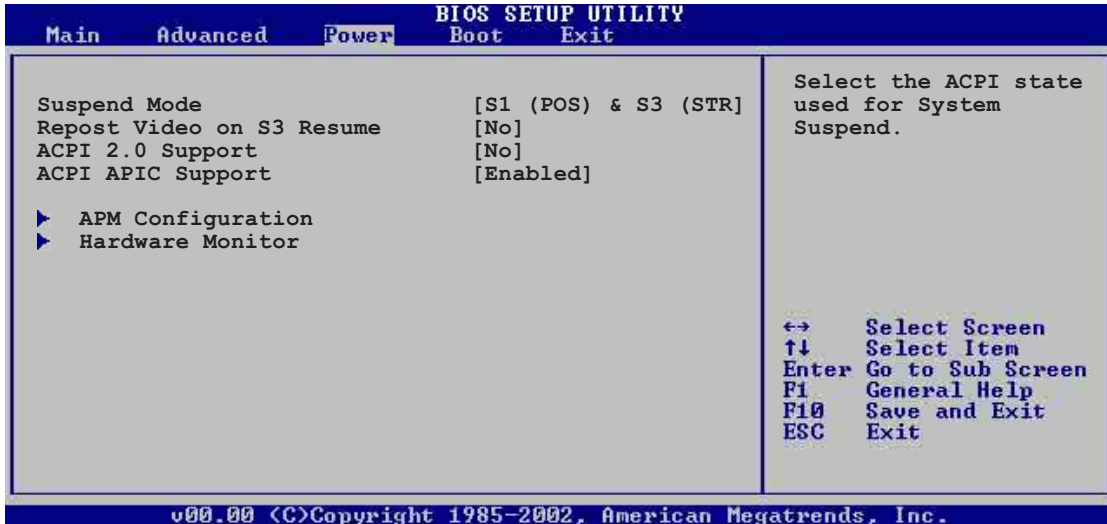 BIOS SETUP UTILITY
Main Advanced Power Boot Exit
Suspend Mode [S1 (POS) & S3 (STR]
Repost Video on S3 Resume [No]
ACPI 2.0 Support [No]
ACPI APIC Support [Enabled]
APM Configuration
Hardware Monitor
Select the ACPI state
used for System
Suspend.
↔ Select Screen
↑↓ Select Item
Enter Go to Sub Screen
F1 General Help
F10 Save and Exit
ESC Exit
v00.00 (C)Copyright 1985-2002, American Megatrends, Inc.